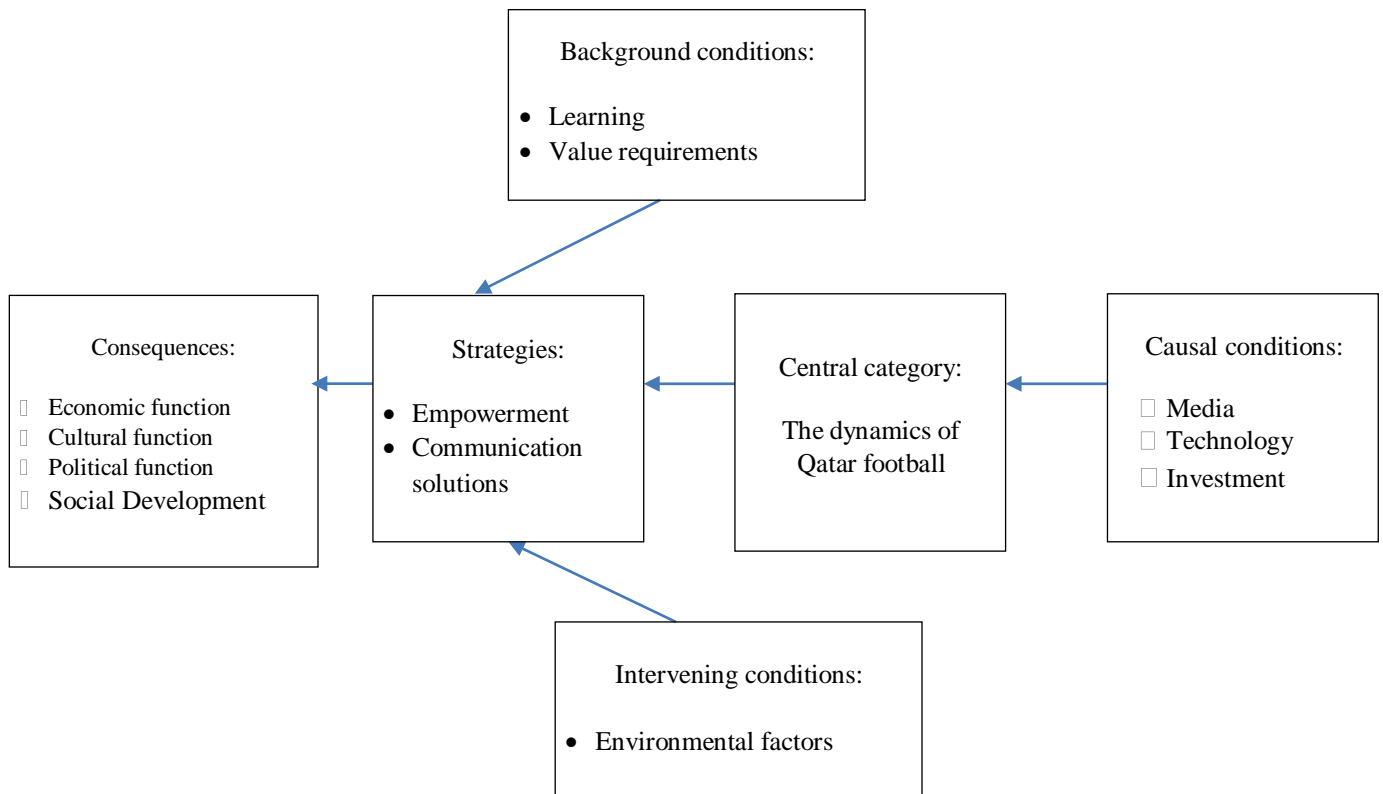 Background conditions:
• Learning
• Value requirements
Consequences:
Economic function
Cultural function
Political function
Social Development
Strategies:
• Empowerment
• Communication
solutions
Central category:
The dynamics of
Qatar football
Causal conditions:
Media
Technology
Investment
Intervening conditions:
• Environmental factors